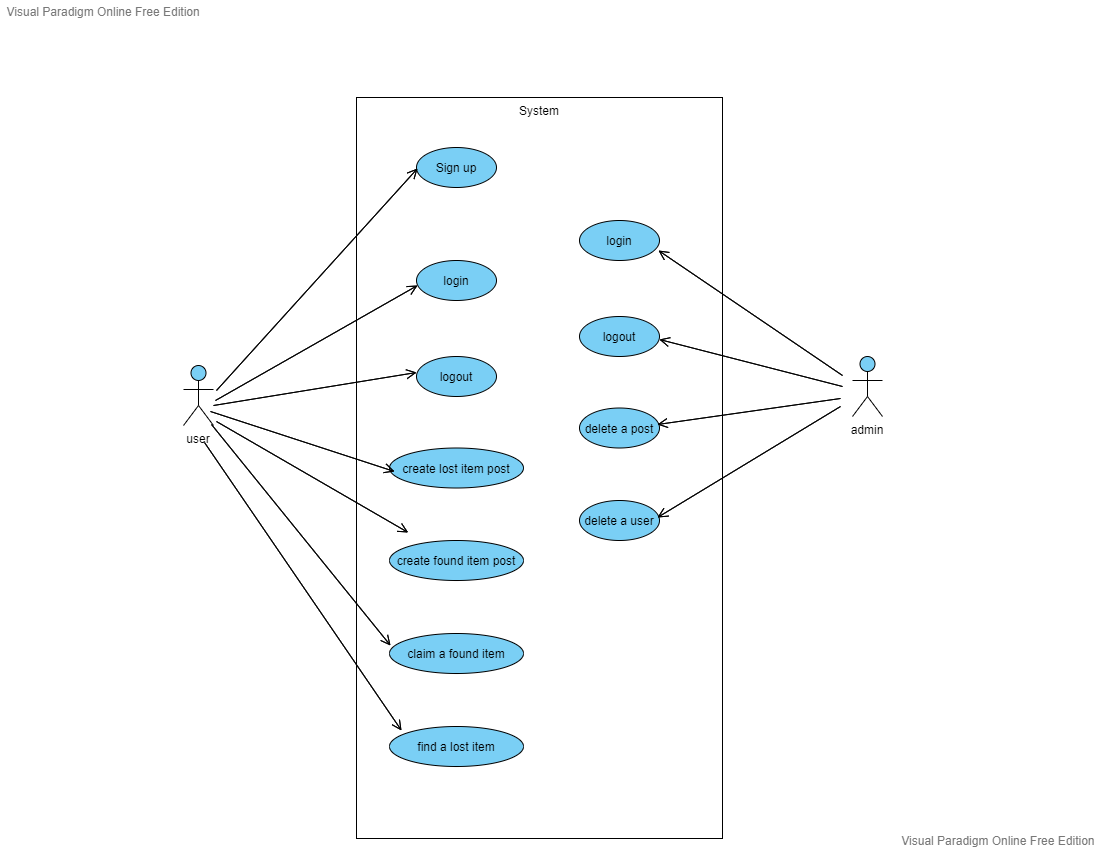 Visual Paradigm Online Free Edition
System
Sign up
login
login
logout
logout
user
admin
delete a post
create lost item post
delete a user
create found item post
claim a found item
find a lost item
Visual Paradigm Online Free Edition